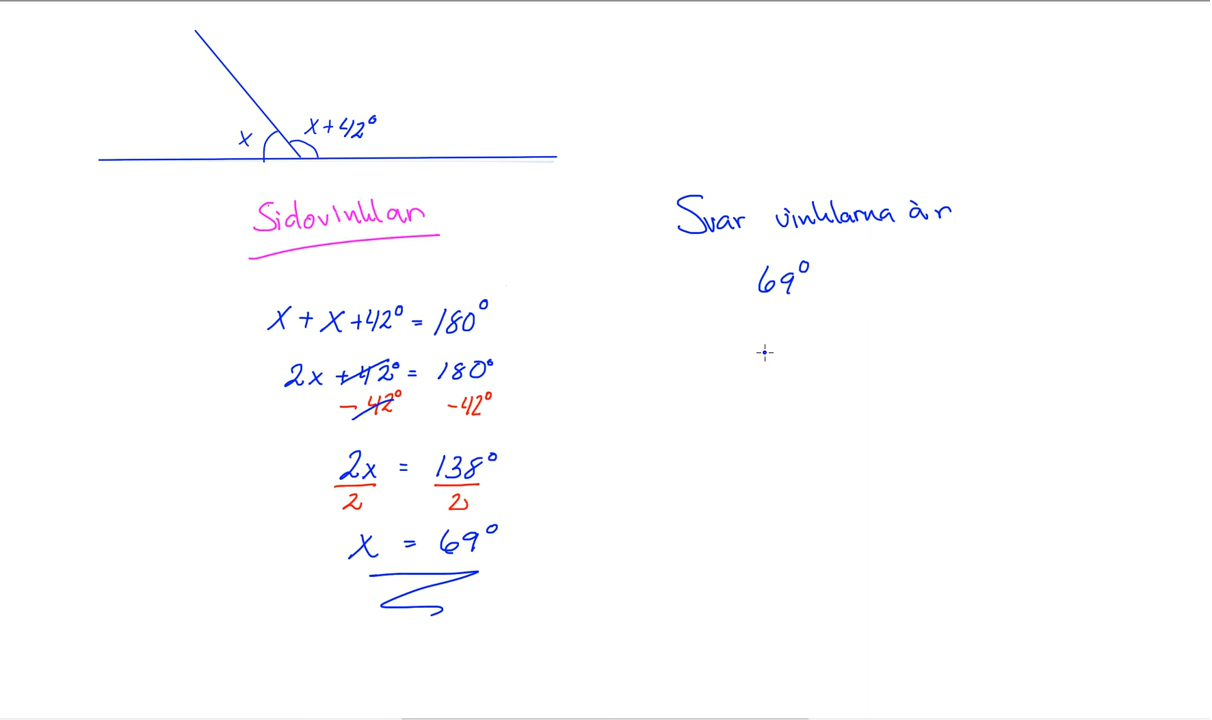 x
x+42°
Sidovinklar
x + x +42° = 180°
2x +42° = 180°
-42° -42°
2x = 138°
2 2
x = 69°
Svar vinklarna är
69°